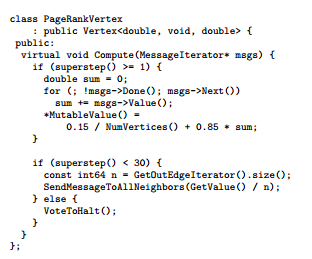 class PageRankVertex
    : public Vertex<double, void, double> {
 public:
  virtual void Compute(MessageIterator* msgs) {
    if (superstep() >= 1) {
      double sum = 0;
      for (; !msgs->Done(); msgs->Next())
        sum += msgs->Value();
      *MutableValue() =
          0.15 / NumVertices() + 0.85 * sum;
    }

    if (superstep() < 30) {
      const int64 n = GetOutEdgeIterator().size();
      SendMessageToAllNeighbors(GetValue() / n);
    } else {
      VoteToHalt();
    }
  }
};